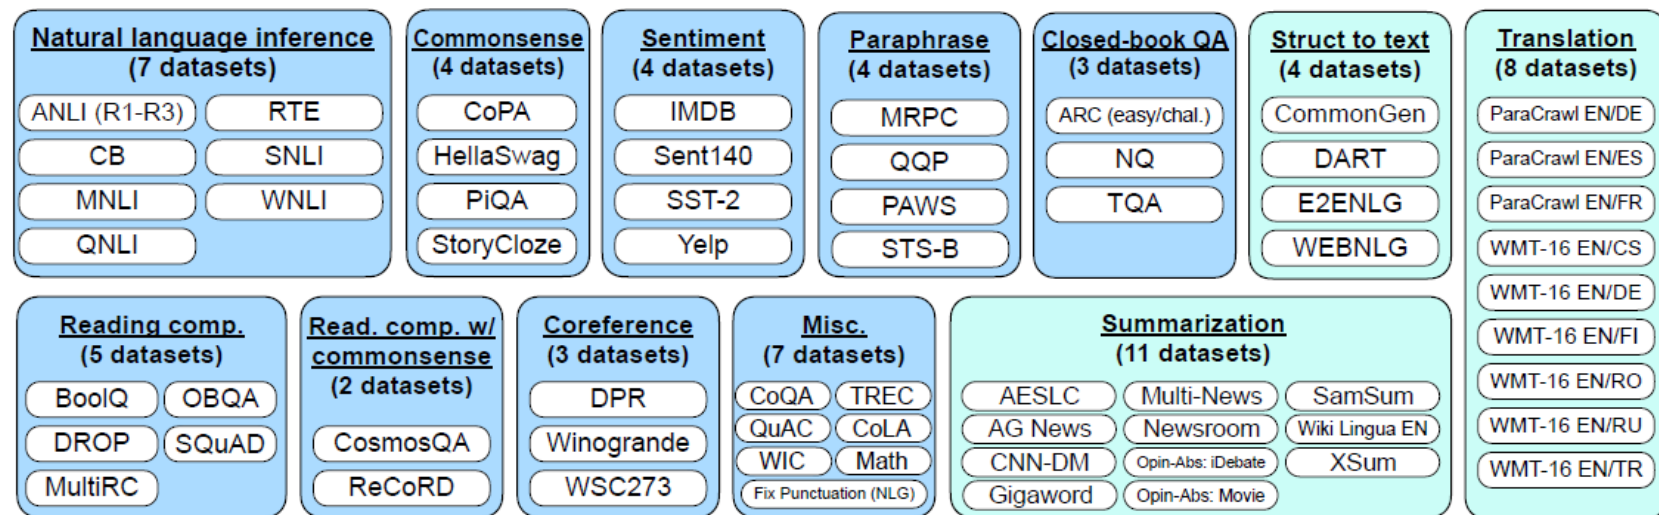 Natural language inference
(7 datasets)
ANLI (R1-R3)
RTE
CB
SNLI
MNLI
WNLI
QNLI
Commonsense
(4 datasets)
CoPA
HellaSwag
PiQA
StoryCloze
Sentiment
(4 datasets)
IMDB
Sent140
SST-2
Yelp
Paraphrase
(4 datasets)
MRPC
QQP
PAWS
STS-B
Closed-book QA
(3 datasets)
ARC (easy/chal.)
NQ
TQA
Struct to text
(4 datasets)
CommonGen
DART
E2ENLG
WEBNLG
Translation
(8 datasets)
ParaCrawl EN/DE
ParaCrawl EN/ES
ParaCrawl EN/FR
WMT-16 EN/CS
WMT-16 EN/DE
WMT-16 EN/FI
WMT-16 EN/RO
WMT-16 EN/RU
WMT-16 EN/TR
Reading comp.
(5 datasets)
BoolQ
OBQA
DROP
SQuAD
MultiRC
Read. comp. w/
commonsense
(2 datasets)
CosmosQA
ReCoRD
Coreference
(3 datasets)
DPR
Winogrande
WSC273
Misc.
(7 datasets)
CoQA
TREC
QuAC
CoLA
WIC
Math
Fix Punctuation (NLG)
Summarization
(11 datasets)
AESLC
Multi-News
SamSum
AG News
Newsroom
Wiki Lingua EN
CNN-DM
Opin-Abs: iDebate
XSum
Gigaword
Opin-Abs: Movie